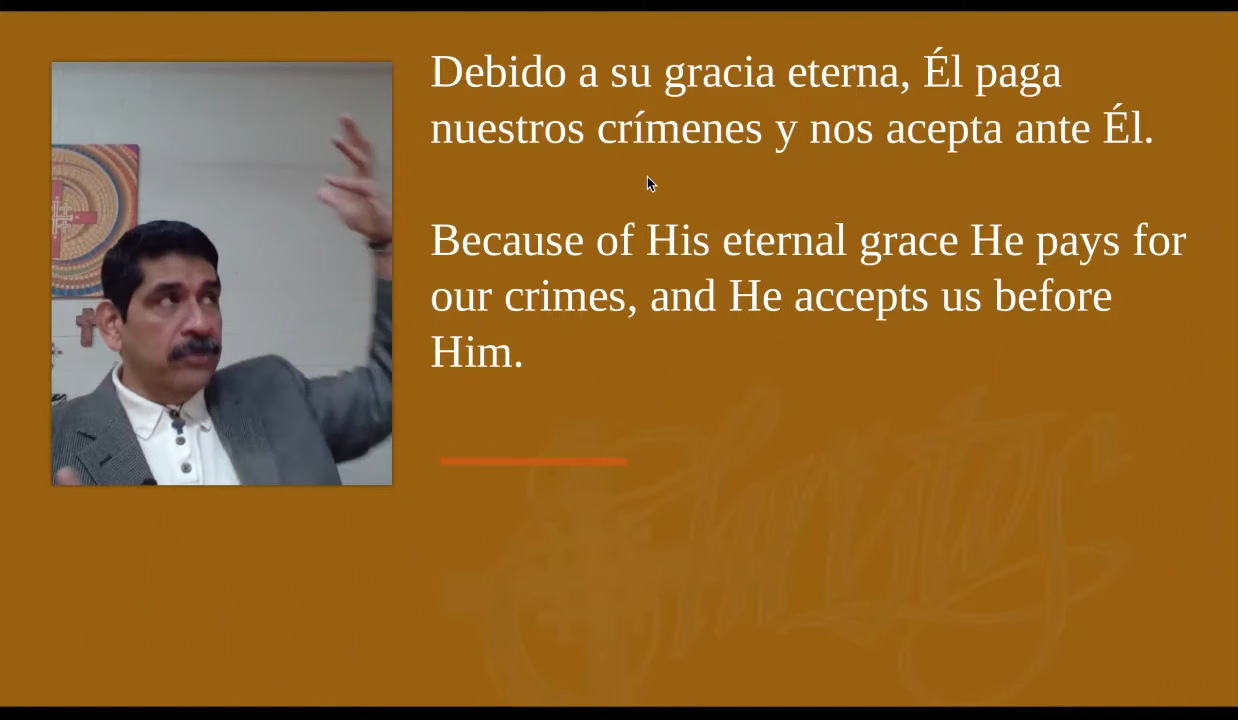 Debido a su gracia eterna, Él paga
nuestros crímenes y nos acepta ante Él.
Because of His eternal grace He pays for
our crimes, and He accepts us before
Him.